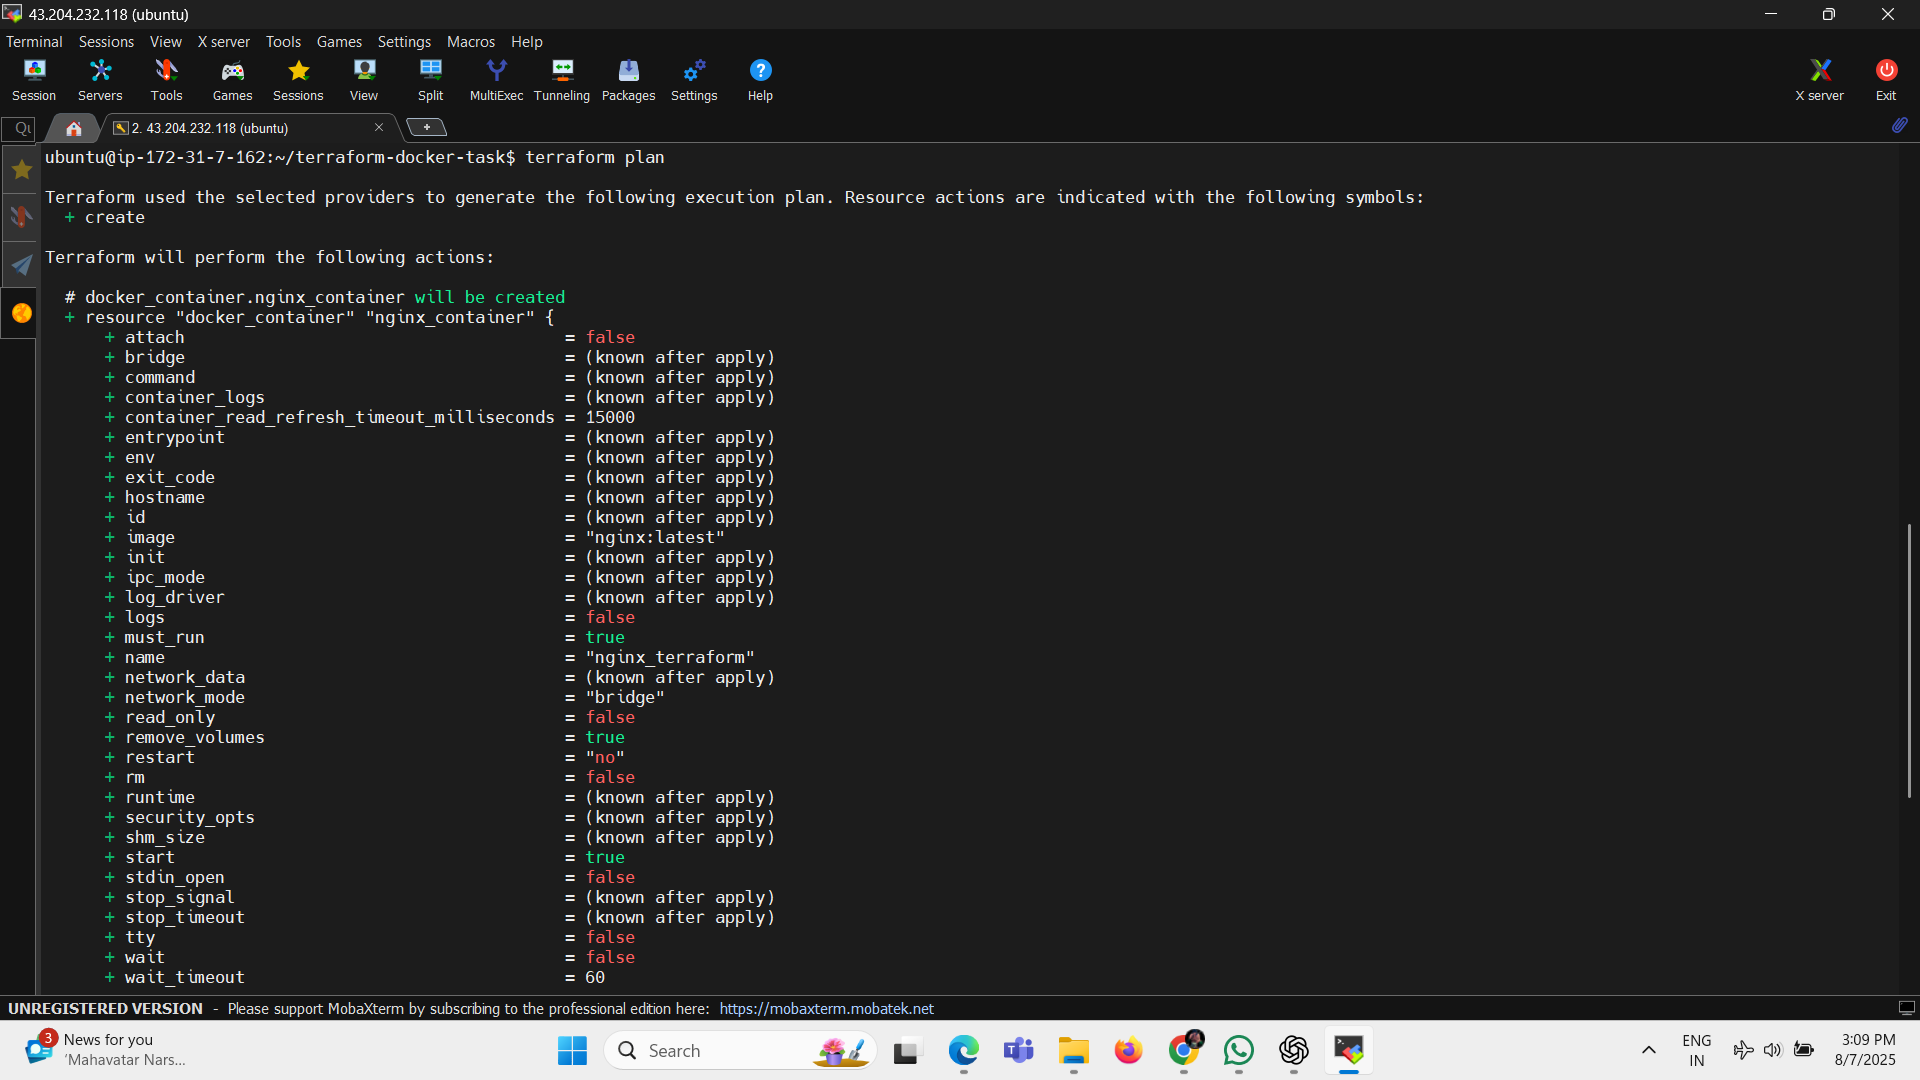 43.204.232.118 (ubuntu)
Terminal Sessions View X server Tools Games Settings Macros Help
Session Servers Tools Games Sessions View Split MultiExec Tunneling Packages Settings Help X server Exit
2. 43.204.232.118 (ubuntu)
ubuntu@ip-172-31-7-162:~/terraform-docker-task$ terraform plan
Terraform used the selected providers to generate the following execution plan. Resource actions are indicated with the following symbols:
+ create
Terraform will perform the following actions:
# docker_container.nginx_container will be created
+ resource "docker_container" "nginx_container" {
+ attach = false
+ bridge = (known after apply)
+ command = (known after apply)
+ container_logs = (known after apply)
+ container_read_refresh_timeout_milliseconds = 15000
+ entrypoint = (known after apply)
+ env = (known after apply)
+ exit_code = (known after apply)
+ hostname = (known after apply)
+ id = (known after apply)
+ image = "nginx:latest"
+ init = (known after apply)
+ ipc_mode = (known after apply)
+ log_driver = (known after apply)
+ logs = false
+ must_run = true
+ name = "nginx_terraform"
+ network_data = (known after apply)
+ network_mode = "bridge"
+ read_only = false
+ remove_volumes = true
+ restart = "no"
+ rm = false
+ runtime = (known after apply)
+ security_opts = (known after apply)
+ shm_size = (known after apply)
+ start = true
+ stdin_open = false
+ stop_signal = (known after apply)
+ stop_timeout = (known after apply)
+ tty = false
+ wait = false
+ wait_timeout = 60
UNREGISTERED VERSION - Please support MobaXterm by subscribing to the professional edition here: https://mobaxterm.mobatek.net
3 News for you
'Mahavatar Nars...
Search
ENG
IN
3:09 PM
8/7/2025